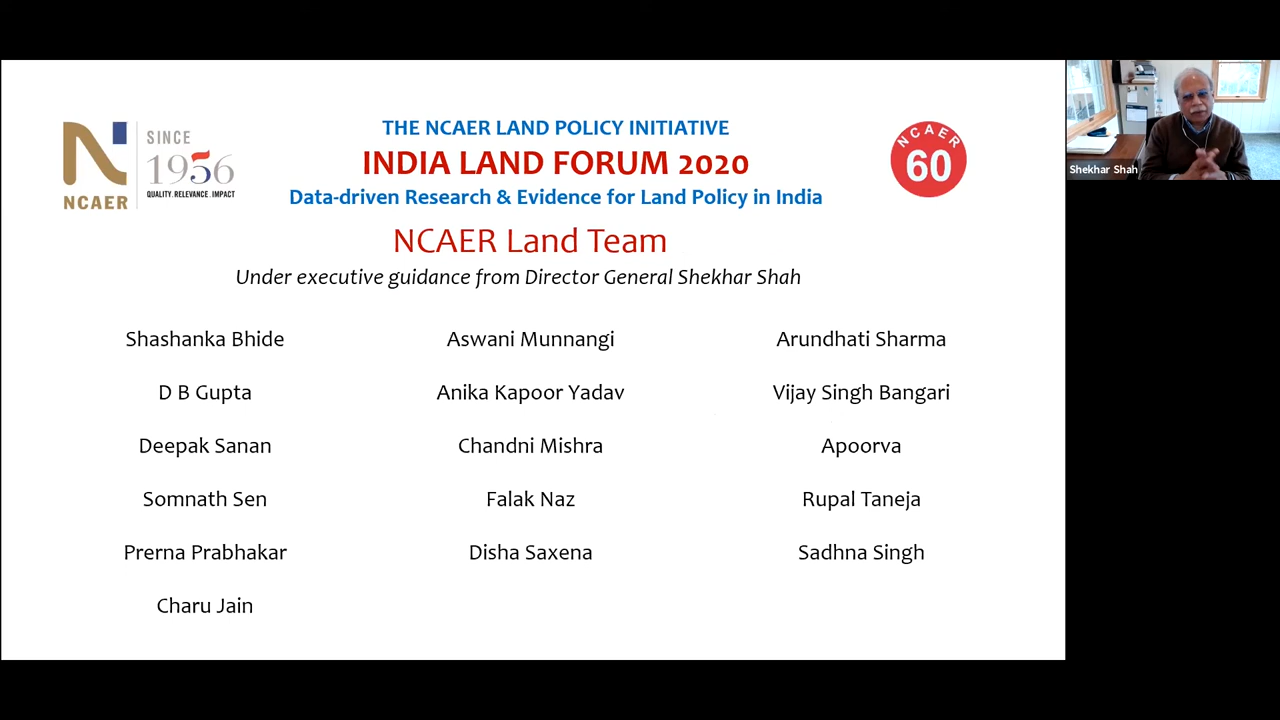 NCAER
SINCE
1956
QUALITY. RELEVANCE. IMPACT
THE NCAER LAND POLICY INITIATIVE
INDIA LAND FORUM 2020
Data-driven Research & Evidence for Land Policy in India
NCAER
60
Shekhar Shah
NCAER Land Team
Under executive guidance from Director General Shekhar Shah
Shashanka Bhide
Aswani Munnangi
Arundhati Sharma
D B Gupta
Anika Kapoor Yadav
Vijay Singh Bangari
Deepak Sanan
Chandni Mishra
Apoorva
Somnath Sen
Falak Naz
Rupal Taneja
Prerna Prabhakar
Disha Saxena
Sadhna Singh
Charu Jain